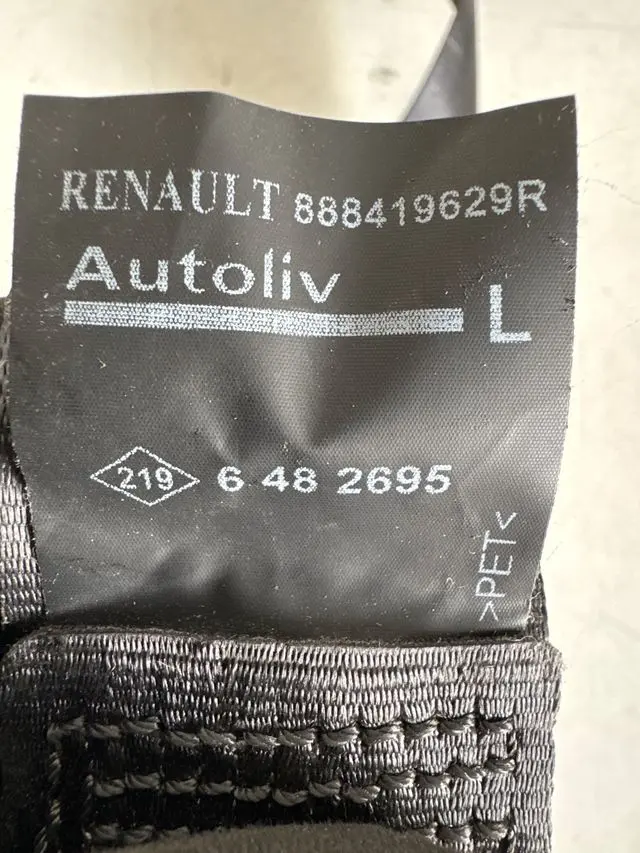 RENAULT 888419629R
Autoliv
L
219 6 48 2695
>PET<